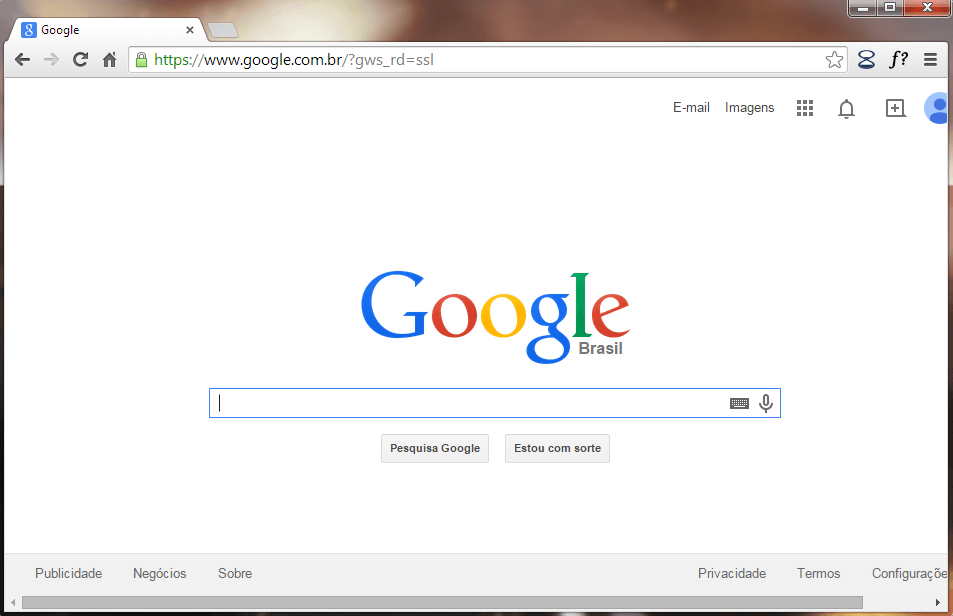 Google
https://www.google.com.br/?gws_rd=ssl
f?
E-mail Imagens
Google
Brasil
Pesquisa Google Estou com sorte
Publicidade Negócios Sobre Privacidade Termos Configuraçõe